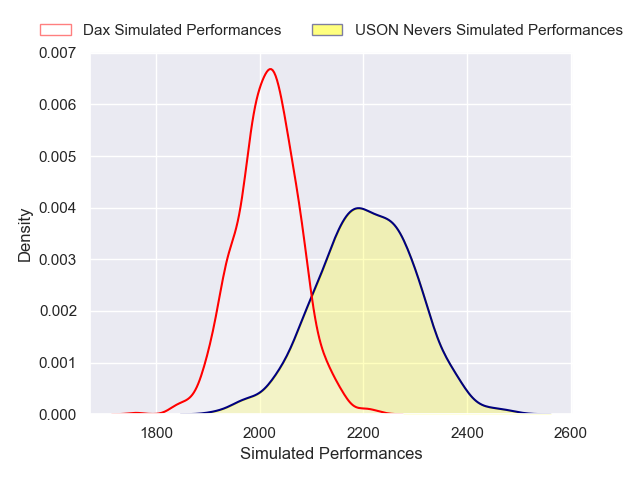 Dax Simulated Performances USON Nevers Simulated Performances
0.007
0.006
0.005
0.004
0.003
0.002
0.001
0.000
Density
1800 2000 2200 2400 2600
Simulated Performances